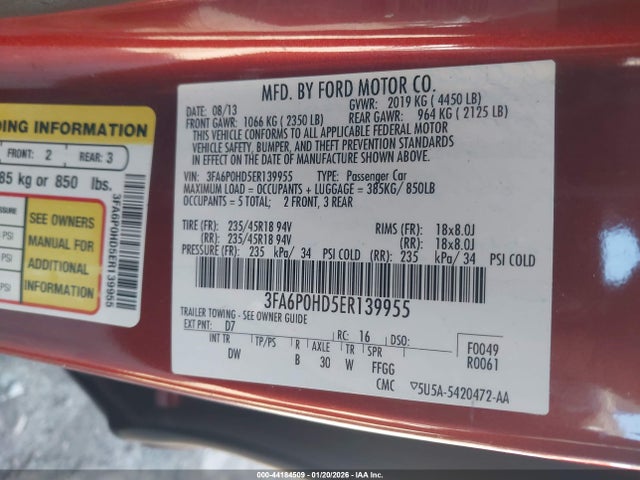 DING INFORMATION
FRONT: 2 REAR: 3
85 kg or 850 lbs.
PSI
PSI
SEE OWNERS
MANUAL FOR
ADDITIONAL
INFORMATION
3FA6P0HD5ER139955
MFD. BY FORD MOTOR CO.
DATE: 08/13 GVWR: 2019 KG ( 4450 LB)
FRONT GAWR: 1066 KG ( 2350 LB) REAR GAWR: 964 KG ( 2125 LB)
THIS VEHICLE CONFORMS TO ALL APPLICABLE FEDERAL MOTOR
VEHICLE SAFETY, BUMPER, AND THEFT PREVENTION STANDARDS
IN EFFECT ON THE DATE OF MANUFACTURE SHOWN ABOVE.
VIN: 3FA6P0HD5ER139955 TYPE: Passenger Car
MAXIMUM LOAD = OCCUPANTS + LUGGAGE = 385KG/ 850LB
OCCUPANTS = 5 TOTAL; 2 FRONT, 3 REAR
TIRE (FR): 235/45R18 94V RIMS (FR): 18x8.0J
(RR): 235/45R18 94V (RR): 18x8.0J
PRESSURE (FR): 235 kPa/ 34 PSI COLD (RR): 235 kPa/ 34 PSI COLD
3FA6P0HD5ER139955
TRAILER TOWING - SEE OWNER GUIDE
EXT PNT: D7 RC: 16 DSO: F0049
INT TR TP/PS R AXLE TR SPR R0061
DW B 30 W FFGG
CMC 5U5A-5420472-AA
Stock #: 000-44184509 | 01/20/2026 - IAA Inc.